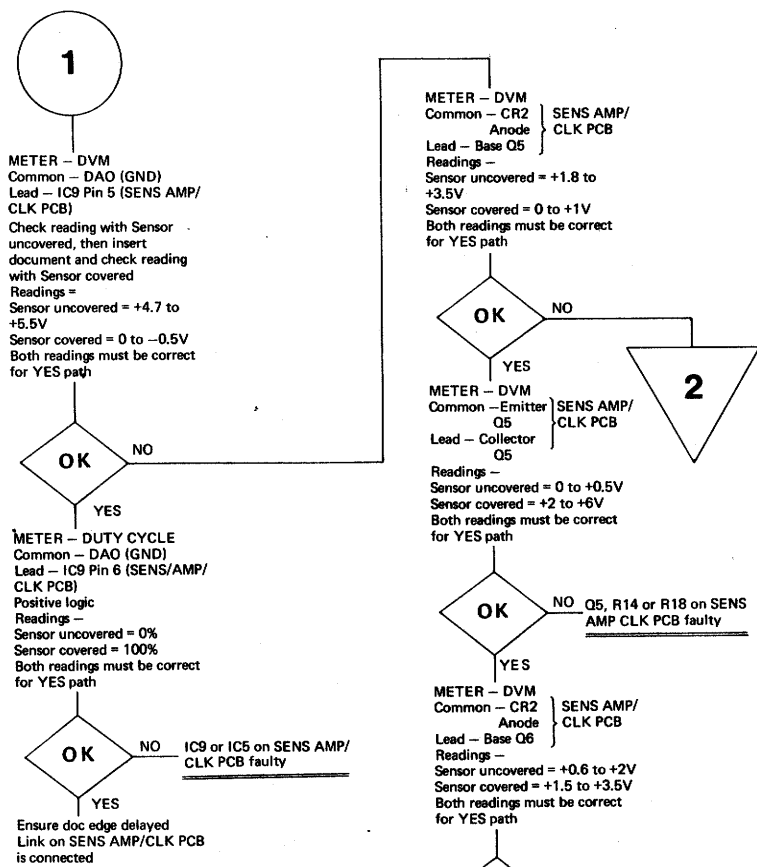 1
METER – DVM
Common – DAO (GND)
Lead – IC9 Pin 5 (SENS AMP/
CLK PCB)
Check reading with Sensor
uncovered, then insert
document and check reading
with Sensor covered
Readings =
Sensor uncovered = +4.7 to
+5.5V
Sensor covered = 0 to –0.5V
Both readings must be correct
for YES path
OK
NO
YES
METER – DUTY CYCLE
Common – DAO (GND)
Lead – IC9 Pin 6 (SENS/AMP/
CLK PCB)
Positive logic
Readings –
Sensor uncovered = 0%
Sensor covered = 100%
Both readings must be correct
for YES path
OK
NO
IC9 or IC5 on SENS AMP/
CLK PCB faulty
YES
Ensure doc edge delayed
Link on SENS AMP/CLK PCB
is connected
METER – DVM
Common – CR2
Anode
SENS AMP/
CLK PCB
Lead – Base Q5
Readings –
Sensor uncovered = +1.8 to
+3.5V
Sensor covered = 0 to +1V
Both readings must be correct
for YES path
OK
NO
2
YES
METER – DVM
Common –Emitter
Q5
SENS AMP/
CLK PCB
Lead – Collector
Q5
Readings –
Sensor uncovered = 0 to +0.5V
Sensor covered = +2 to +6V
Both readings must be correct
for YES path
OK
NO
Q5, R14 or R18 on SENS
AMP CLK PCB faulty
YES
METER – DVM
Common – CR2
Anode
SENS AMP/
CLK PCB
Lead – Base Q6
Readings –
Sensor uncovered = +0.6 to +2V
Sensor covered = +1.5 to +3.5V
Both readings must be correct
for YES path